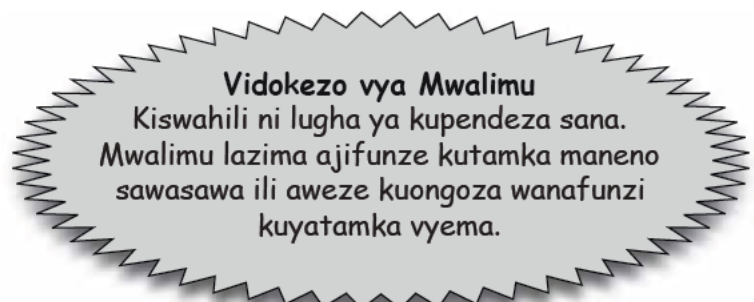 Vidokezo vya Mwalimu
Kiswahili ni lugha ya kupendeza sana.
Mwalimu lazima ajifunze kutamka maneno
sawasawa ili aweze kuongoza wanafunzi
kuyatamka vyema.